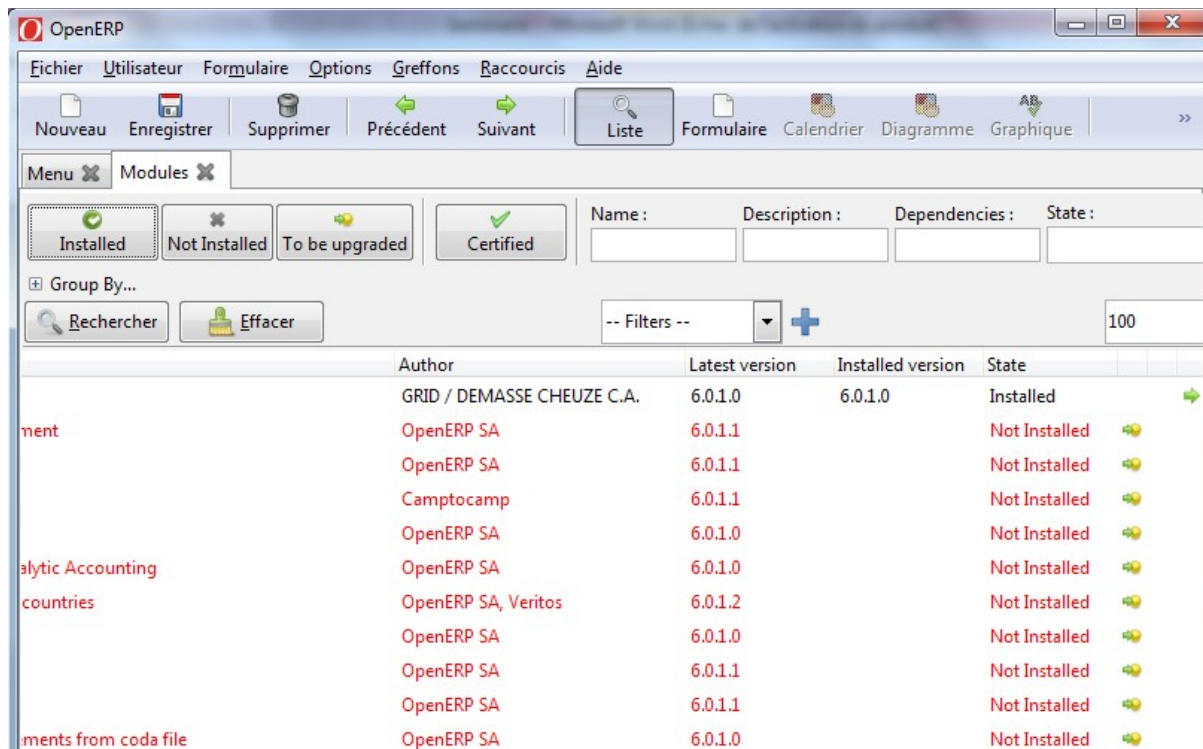 OpenERP
Fichier Utilisateur Formulaire Options Greffons Raccourcis Aide
Nouveau Enregistrer Supprimer Précédent Suivant Liste Formulaire Calendrier Diagramme Graphique »
Menu Modules
Installed Not Installed To be upgraded Certified Name : Description : Dependencies : State :
Group By...
Rechercher Effacer -- Filters -- 100
Author Latest version Installed version State
GRID / DEMASSE CHEUZE C.A. 6.0.1.0 6.0.1.0 Installed
ment OpenERP SA 6.0.1.1 Not Installed
OpenERP SA 6.0.1.1 Not Installed
Camptocamp 6.0.1.1 Not Installed
OpenERP SA 6.0.1.0 Not Installed
alytic Accounting OpenERP SA 6.0.1.0 Not Installed
countries OpenERP SA, Veritos 6.0.1.2 Not Installed
OpenERP SA 6.0.1.0 Not Installed
OpenERP SA 6.0.1.1 Not Installed
OpenERP SA 6.0.1.1 Not Installed
ements from coda file OpenERP SA 6.0.1.0 Not Installed